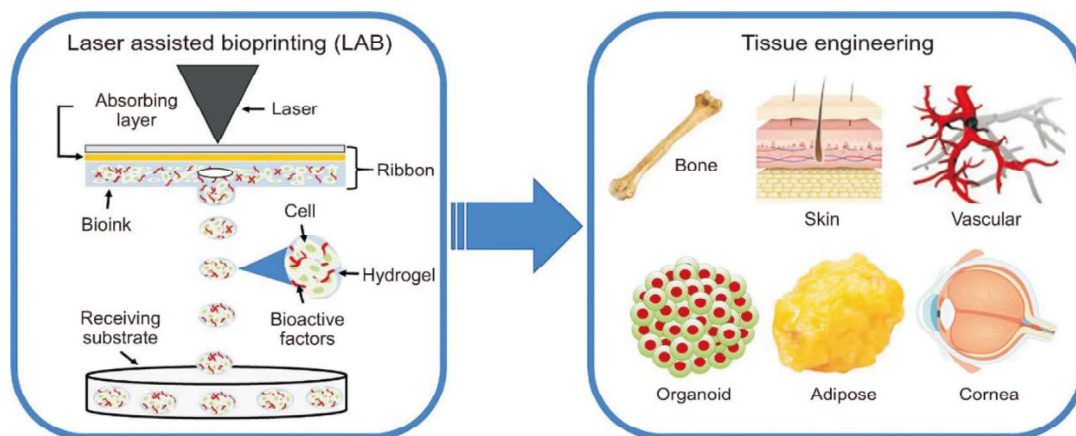 Laser assisted bioprinting (LAB)
Absorbing
layer
Laser
Ribbon
Bioink
Cell
Hydrogel
Bioactive
factors
Receiving
substrate
Tissue engineering
Bone
Skin
Vascular
Organoid
Adipose
Cornea